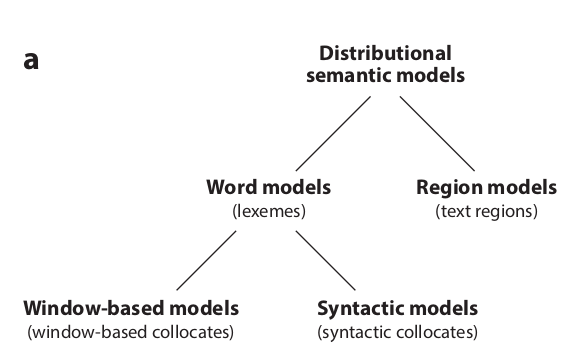 a
Distributional
semantic models
Word models
(lexemes)
Region models
(text regions)
Window-based models
(window-based collocates)
Syntactic models
(syntactic collocates)